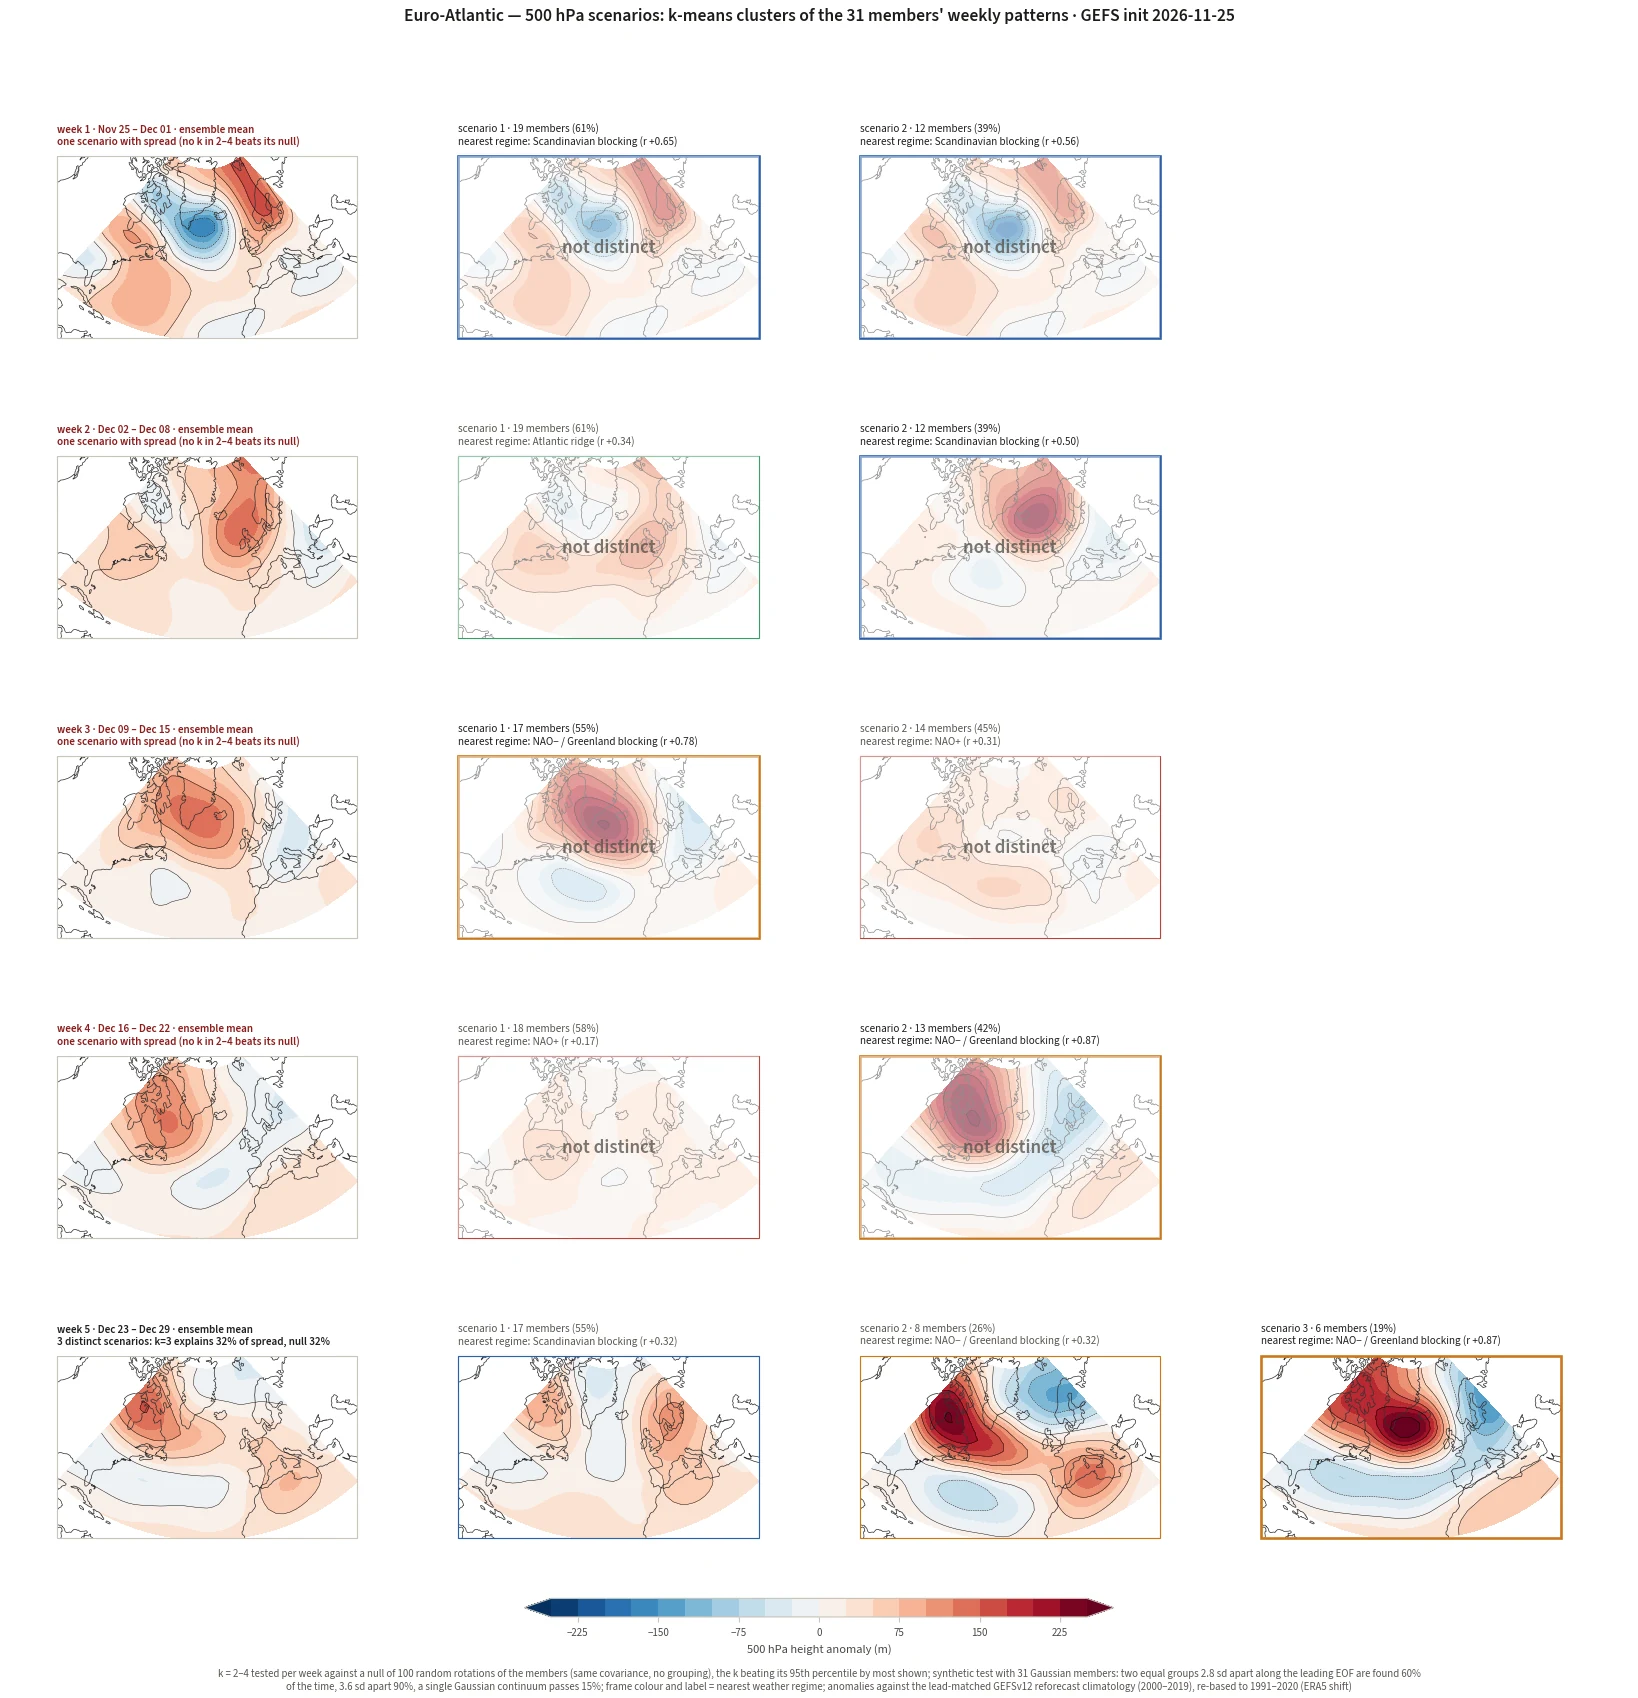 Euro-Atlantic — 500 hPa scenarios: k-means clusters of the 31 members' weekly patterns · GEFS init 2026-11-25
week 1 · Nov 25 – Dec 01 · ensemble mean
one scenario with spread (no k in 2–4 beats its null)
scenario 1 · 19 members (61%)
nearest regime: Scandinavian blocking (r +0.65)
not distinct
scenario 2 · 12 members (39%)
nearest regime: Scandinavian blocking (r +0.56)
not distinct
week 2 · Dec 02 – Dec 08 · ensemble mean
one scenario with spread (no k in 2–4 beats its null)
scenario 1 · 19 members (61%)
nearest regime: Atlantic ridge (r +0.34)
not distinct
scenario 2 · 12 members (39%)
nearest regime: Scandinavian blocking (r +0.50)
not distinct
week 3 · Dec 09 – Dec 15 · ensemble mean
one scenario with spread (no k in 2–4 beats its null)
scenario 1 · 17 members (55%)
nearest regime: NAO− / Greenland blocking (r +0.78)
not distinct
scenario 2 · 14 members (45%)
nearest regime: NAO+ (r +0.31)
not distinct
week 4 · Dec 16 – Dec 22 · ensemble mean
one scenario with spread (no k in 2–4 beats its null)
scenario 1 · 18 members (58%)
nearest regime: NAO+ (r +0.17)
not distinct
scenario 2 · 13 members (42%)
nearest regime: NAO− / Greenland blocking (r +0.87)
not distinct
week 5 · Dec 23 – Dec 29 · ensemble mean
3 distinct scenarios: k=3 explains 32% of spread, null 32%
scenario 1 · 17 members (55%)
nearest regime: Scandinavian blocking (r +0.32)
scenario 2 · 8 members (26%)
nearest regime: NAO− / Greenland blocking (r +0.32)
scenario 3 · 6 members (19%)
nearest regime: NAO− / Greenland blocking (r +0.87)
−225 −150 −75 0 75 150 225
500 hPa height anomaly (m)
k = 2–4 tested per week against a null of 100 random rotations of the members (same covariance, no grouping), the k beating its 95th percentile by most shown; synthetic test with 31 Gaussian members: two equal groups 2.8 sd apart along the leading EOF are found 60%
of the time, 3.6 sd apart 90%, a single Gaussian continuum passes 15%; frame colour and label = nearest weather regime; anomalies against the lead-matched GEFSv12 reforecast climatology (2000–2019), re-based to 1991–2020 (ERA5 shift)